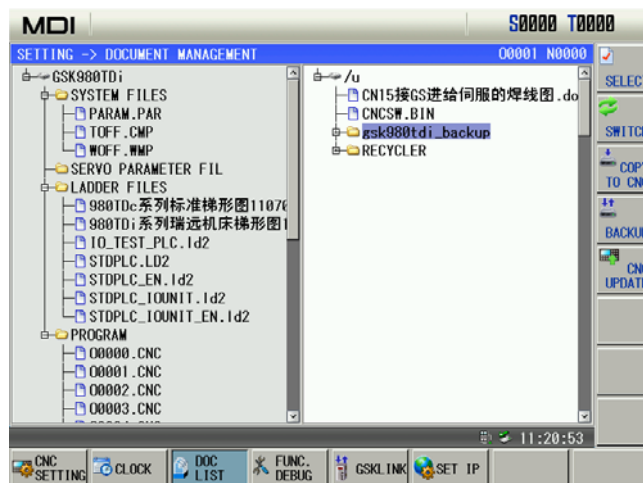 MDI
S0000 T0000
SETTING -> DOCUMENT MANAGEMENT
O0001 N0000
GSK980TDi
SYSTEM FILES
PARAM.PAR
TOFF.CMP
WOFF.WMP
SERVO PARAMETER FIL
LADDER FILES
980TDc系列标准梯形图1107
980TDi系列瑞远机床梯形图
IO_TEST_PLC.ld2
STDPLC.LD2
STDPLC_EN.ld2
STDPLC_IOUNIT.ld2
STDPLC_IOUNIT_EN.ld2
PROGRAM
O0000.CNC
O0001.CNC
O0002.CNC
O0003.CNC
/u
CN15接GS进给伺服的焊线图.do
CNCSW.BIN
gsk980tdi_backup
RECYCLER
SELEC
SWITC
COP
TO CN
BACKU
CN
UPDAT
11:20:53
CNC
SETTING
CLOCK
DOC
LIST
FUNC.
DEBUG
GSKLINK
SET IP